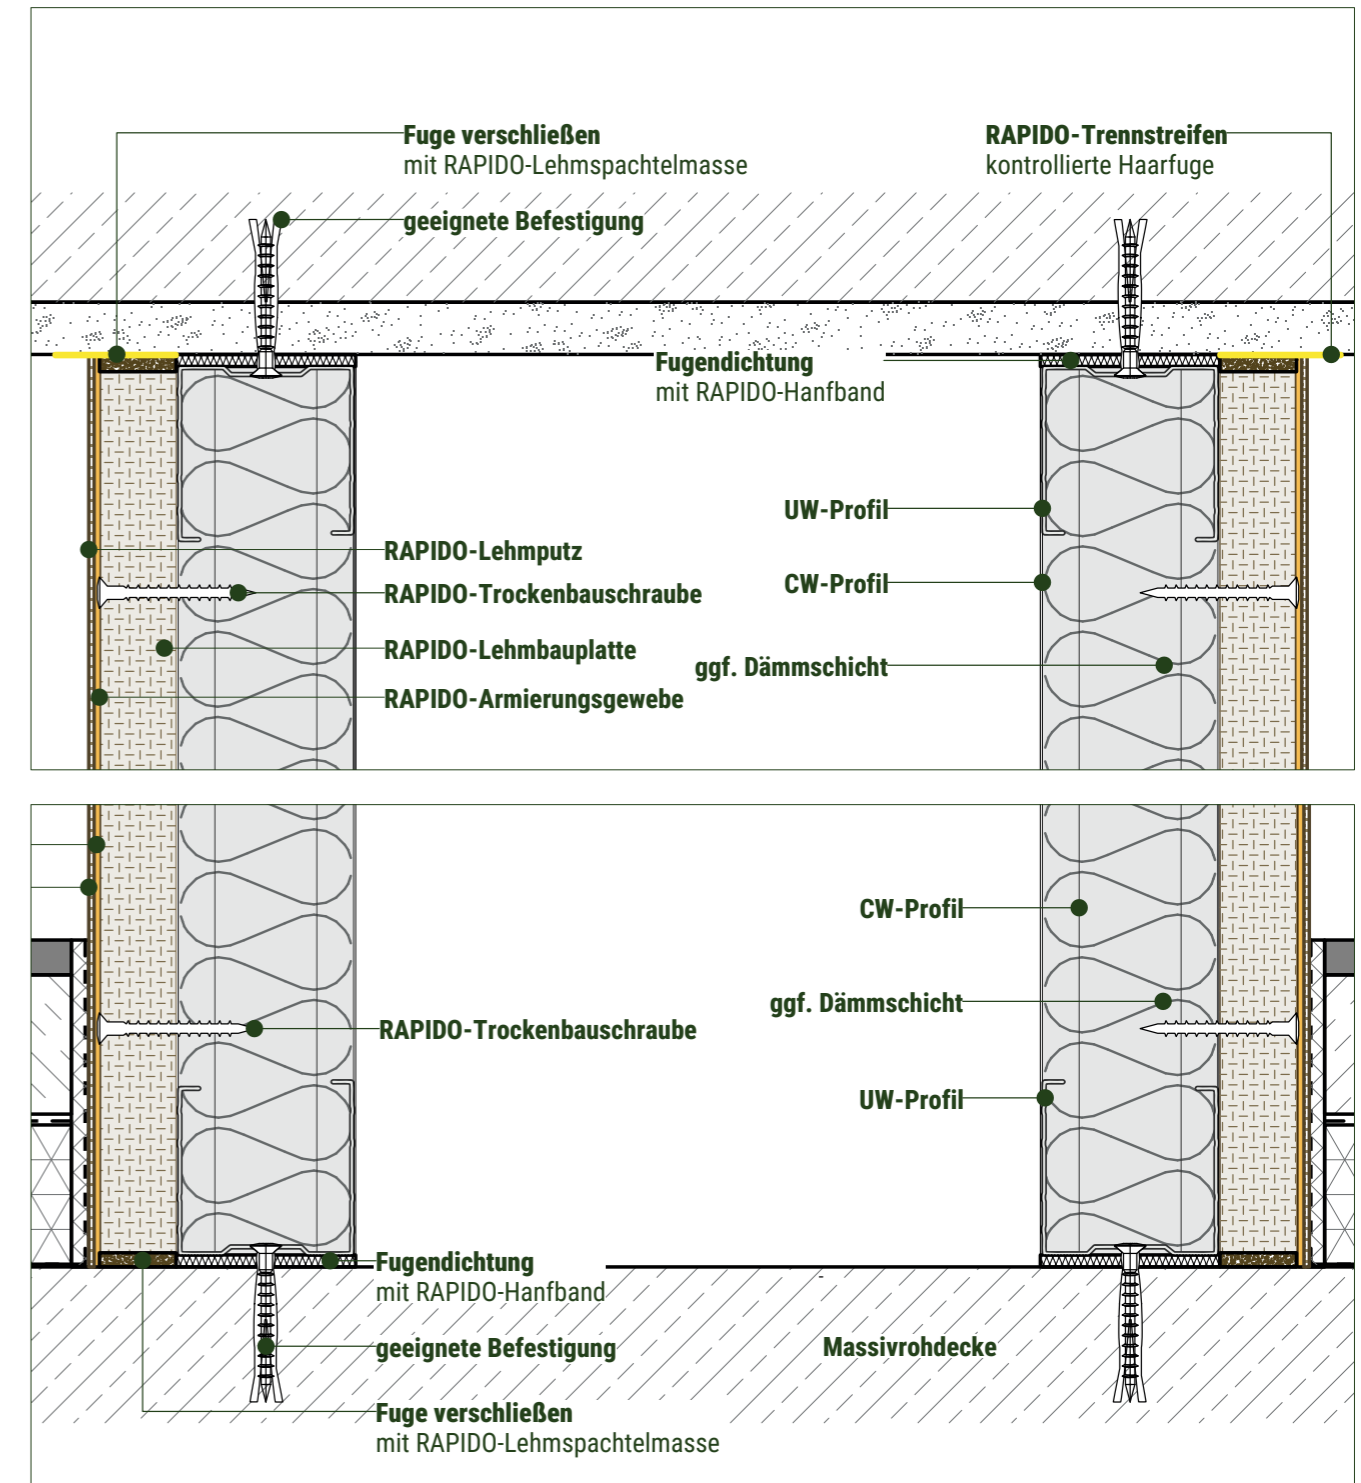 Fuge verschließen
mit RAPIDO-Lehmspachtelmasse
RAPIDO-Trennstreifen
kontrollierte Haarfuge
geeignete Befestigung
Fugendichtung
mit RAPIDO-Hanfband
UW-Profil
RAPIDO-Lehmputz
CW-Profil
RAPIDO-Trockenbauschraube
RAPIDO-Lehmbauplatte
ggf. Dämmschicht
RAPIDO-Armierungsgewebe
CW-Profil
ggf. Dämmschicht
RAPIDO-Trockenbauschraube
UW-Profil
Fugendichtung
mit RAPIDO-Hanfband
geeignete Befestigung
Massivrohdecke
Fuge verschließen
mit RAPIDO-Lehmspachtelmasse